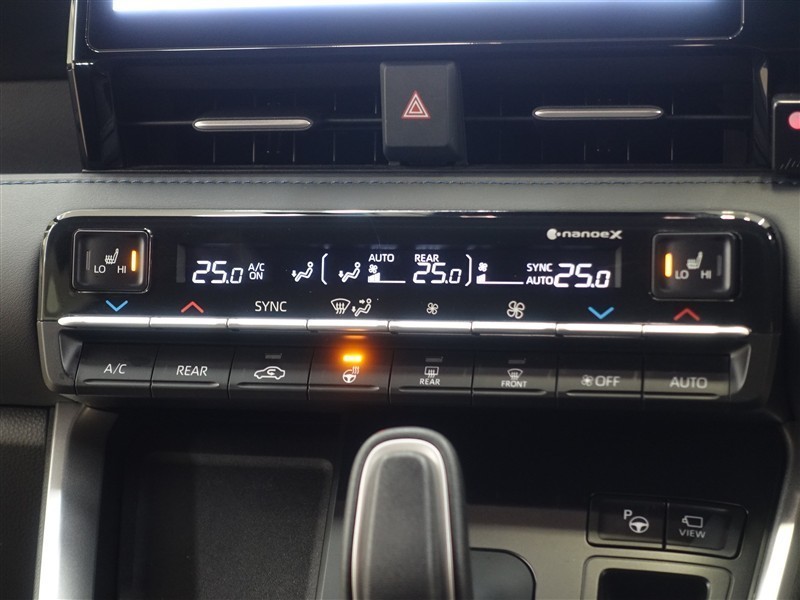 nanoeX
LO HI
25.0 A/C ON
AUTO
REAR 25.0
SYNC AUTO 25.0
LO HI
SYNC
A/C
REAR
REAR
FRONT
OFF
AUTO
P
VIEW